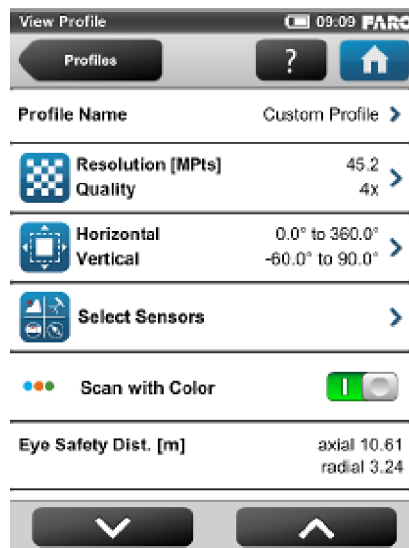 View Profile 09:09 FARO
Profiles ?
Profile Name Custom Profile
Resolution [MPts] 45.2
Quality 4x
Horizontal 0.0° to 360.0°
Vertical -60.0° to 90.0°
Select Sensors
Scan with Color
Eye Safety Dist. [m] axial 10.61
radial 3.24